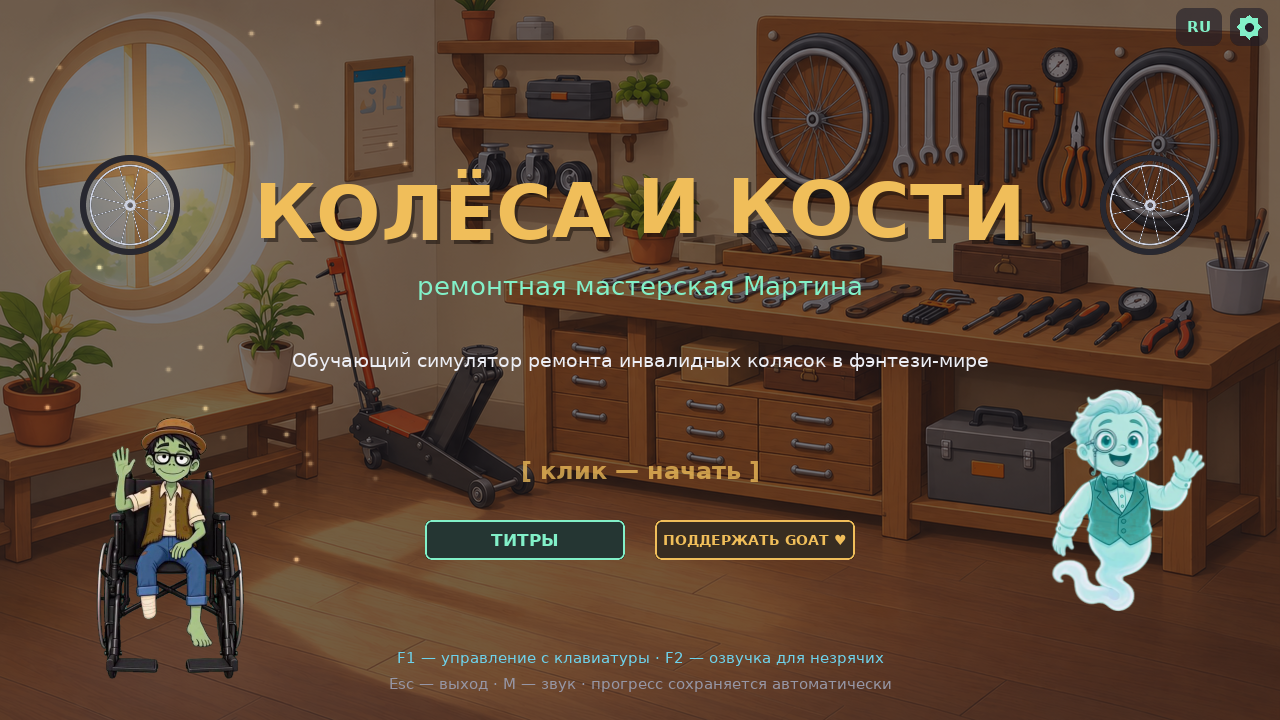 RU
КОЛЁСА И КОСТИ
ремонтная мастерская Мартина
Обучающий симулятор ремонта инвалидных колясок в фэнтези-мире
[ клик — начать ]
ТИТРЫ
ПОДДЕРЖАТЬ GOAT ♥
F1 — управление с клавиатуры · F2 — озвучка для незрячих
Esc — выход · M — звук · прогресс сохраняется автоматически